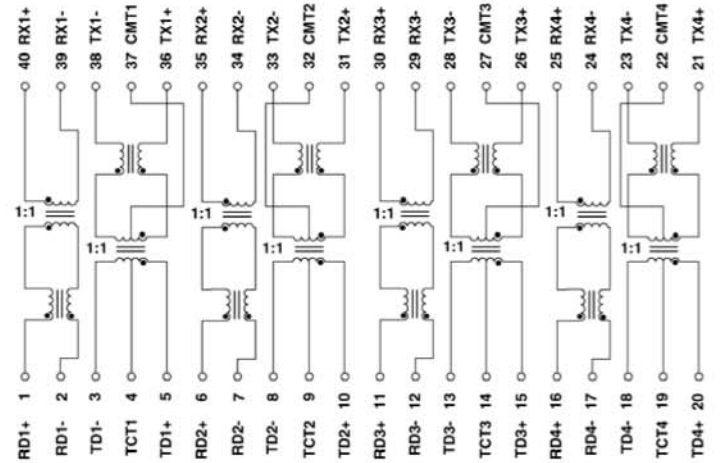 40 RX1+
39 RX1-
38 TX1-
37 CMT1
36 TX1+
35 RX2+
34 RX2-
33 TX2-
32 CMT2
31 TX2+
30 RX3+
29 RX3-
28 TX3-
27 CMT3
26 TX3+
25 RX4+
24 RX4-
23 TX4-
22 CMT4
21 TX4+
1:1
1:1
1:1
1:1
1:1
1:1
1:1
1:1
RD1+ 1
RD1- 2
TD1- 3
TCT1 4
TD1+ 5
RD2+ 6
RD2- 7
TD2- 8
TCT2 9
TD2+ 10
RD3+ 11
RD3- 12
TD3- 13
TCT3 14
TD3+ 15
RD4+ 16
RD4- 17
TD4- 18
TCT4 19
TD4+ 20